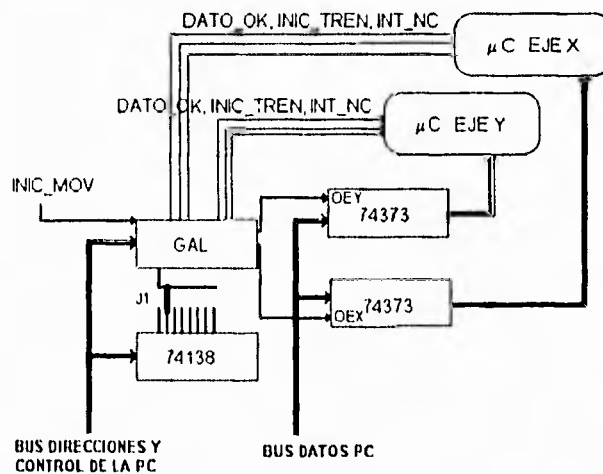 DATO_OK, INIC_TREN, INT_NC
µC EJE X
DATO_OK, INIC_TREN, INT_NC
µC EJE Y
INIC_MOV
OEY
74373
GAL
J1
OEX
74373
74138
BUS DIRECCIONES Y
CONTROL DE LA PC
BUS DATOS PC